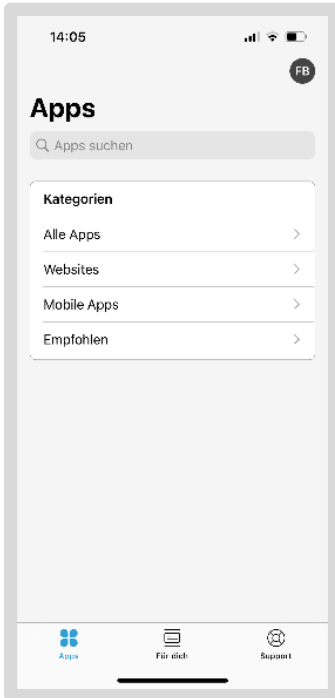 14:05
FB
Apps
Apps suchen
Kategorien
Alle Apps
Websites
Mobile Apps
Empfohlen
Apps Für dich Support